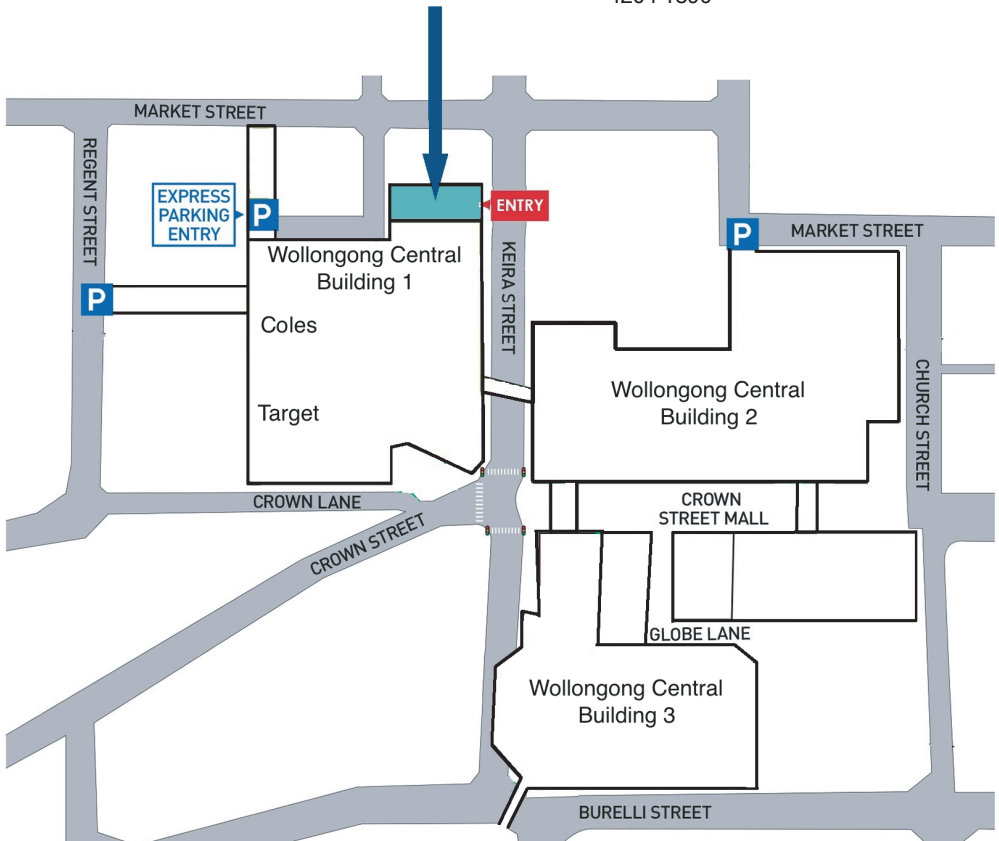 MARKET STREET
REGENT STREET
EXPRESS
PARKING
ENTRY
P
ENTRY
P
MARKET STREET
Wollongong Central
Building 1
KEIRA STREET
P
Coles
Target
Wollongong Central
Building 2
CHURCH STREET
CROWN LANE
CROWN
STREET MALL
CROWN STREET
GLOBE LANE
Wollongong Central
Building 3
BURELLI STREET